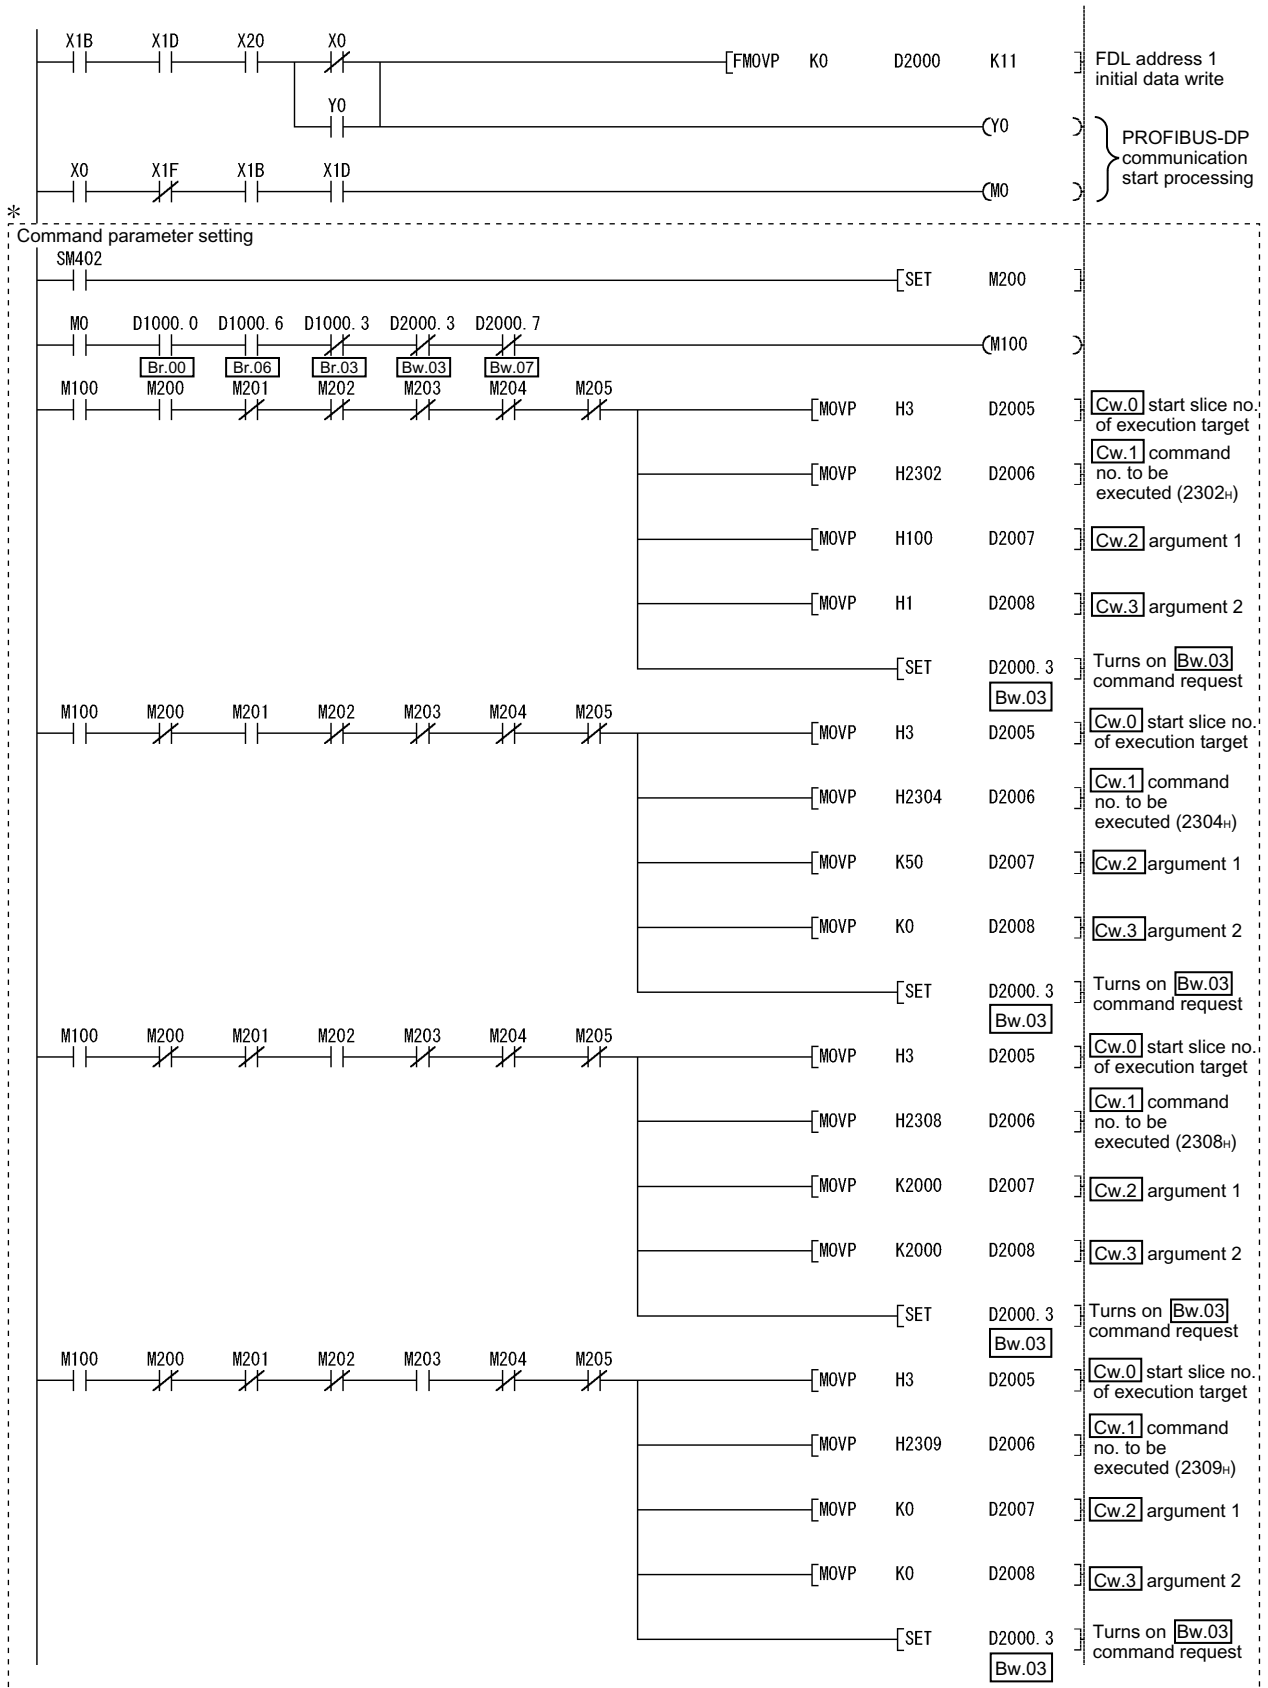 X1B X1D X20 X0
[FMOVP K0 D2000 K11 ]
FDL address 1
initial data write
Y0
(Y0 )
PROFIBUS-DP
communication
start processing
X0 X1F X1B X1D
(M0 )
*
Command parameter setting
SM402
[SET M200 ]
M0 D1000. 0 D1000. 6 D1000. 3 D2000. 3 D2000. 7
(M100 )
Br.00 Br.06 Br.03 Bw.03 Bw.07
M100 M200 M201 M202 M203 M204 M205
[MOVP H3 D2005 ]
Cw.0 start slice no.
of execution target
[MOVP H2302 D2006 ]
Cw.1 command
no. to be
executed (2302H)
[MOVP H100 D2007 ]
Cw.2 argument 1
[MOVP H1 D2008 ]
Cw.3 argument 2
[SET D2000. 3 ]
Bw.03
Turns on Bw.03
command request
M100 M200 M201 M202 M203 M204 M205
[MOVP H3 D2005 ]
Cw.0 start slice no.
of execution target
[MOVP H2304 D2006 ]
Cw.1 command
no. to be
executed (2304H)
[MOVP K50 D2007 ]
Cw.2 argument 1
[MOVP K0 D2008 ]
Cw.3 argument 2
[SET D2000. 3 ]
Bw.03
Turns on Bw.03
command request
M100 M200 M201 M202 M203 M204 M205
[MOVP H3 D2005 ]
Cw.0 start slice no.
of execution target
[MOVP H2308 D2006 ]
Cw.1 command
no. to be
executed (2308H)
[MOVP K2000 D2007 ]
Cw.2 argument 1
[MOVP K2000 D2008 ]
Cw.3 argument 2
[SET D2000. 3 ]
Bw.03
Turns on Bw.03
command request
M100 M200 M201 M202 M203 M204 M205
[MOVP H3 D2005 ]
Cw.0 start slice no.
of execution target
[MOVP H2309 D2006 ]
Cw.1 command
no. to be
executed (2309H)
[MOVP K0 D2007 ]
Cw.2 argument 1
[MOVP K0 D2008 ]
Cw.3 argument 2
[SET D2000. 3 ]
Bw.03
Turns on Bw.03
command request